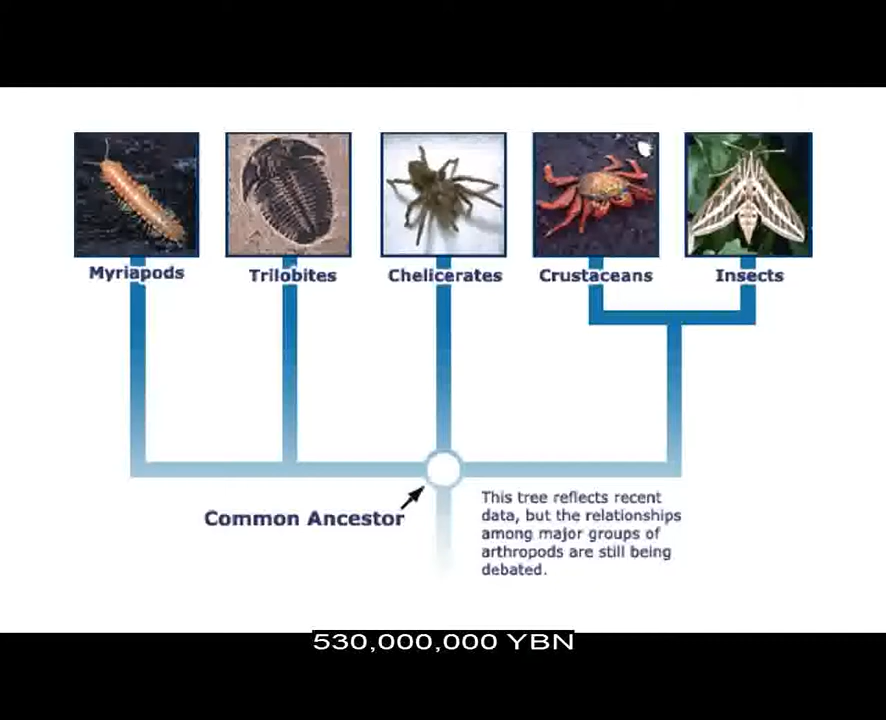 Myriapods
Trilobites
Chelicerates
Crustaceans
Insects
Common Ancestor
This tree reflects recent
data, but the relationships
among major groups of
arthropods are still being
debated.
530,000,000 YBN